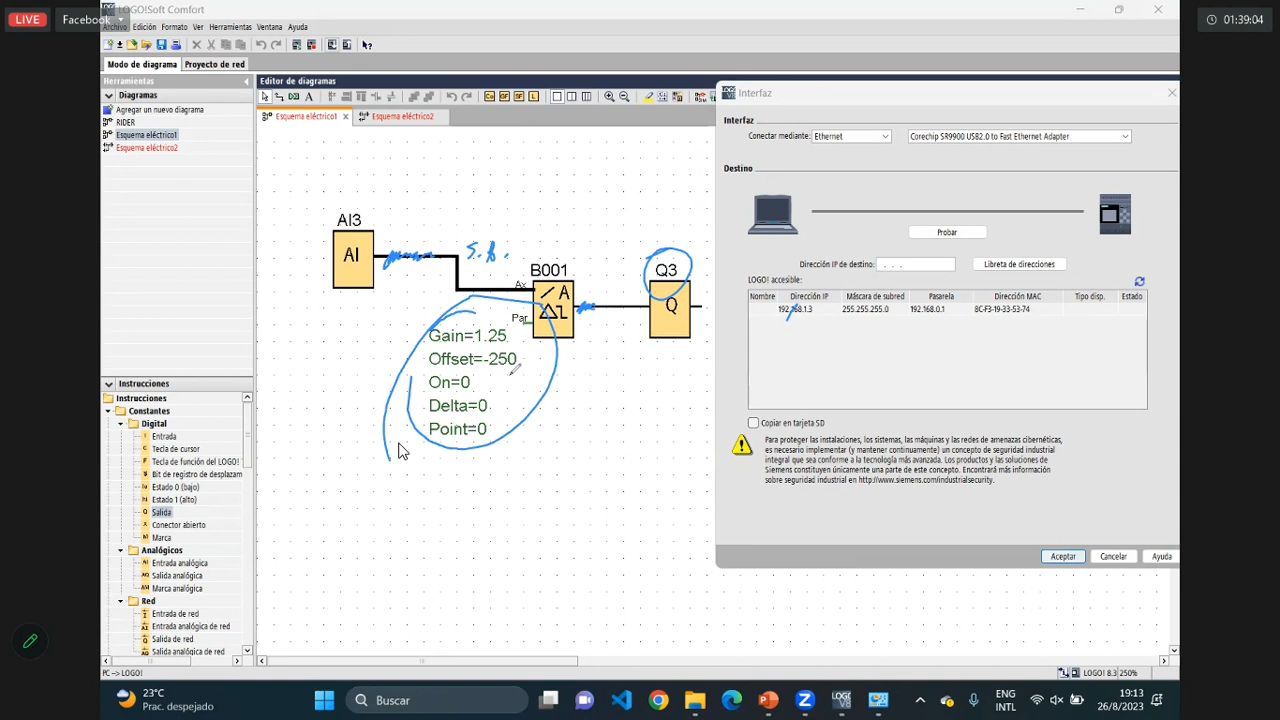 LIVE
Facebook
01:39:04
LOGO!Soft Comfort
Archivo Edición Formato Ver Herramientas Ventana Ayuda
Modo de diagrama Proyecto de red
Herramientas
Diagramas
Agregar un nuevo diagrama
RIDER
Esquema eléctrico1
Esquema eléctrico2
Editor de diagramas
Esquema eléctrico1
Esquema eléctrico2
AI3
AI
S.A.
B001
Ax
A
Par
Q3
Q
Gain=1.25
Offset=-250
On=0
Delta=0
Point=0
Interfaz
Interfaz
Conectar mediante: Ethernet Corechip SR9900 USB2.0 to Fast Ethernet Adapter
Destino
Probar
Dirección IP de destino: . . . Libreta de direcciones
LOGO! accesible:
Nombre Dirección IP Máscara de subred Pasarela Dirección MAC Tipo disp. Estado
192.168.1.3 255.255.255.0 192.168.0.1 8C-F3-19-33-53-74
Copiar en tarjeta SD
Para proteger las instalaciones, los sistemas, las máquinas y las redes de amenazas cibernéticas,
es necesario implementar (y mantener continuamente) un concepto de seguridad industrial
integral que sea conforme a la tecnología más avanzada. Los productos y las soluciones de
Siemens constituyen únicamente una parte de este concepto. Encontrará más información
sobre seguridad industrial en http://www.siemens.com/industrialsecurity.
Aceptar Cancelar Ayuda
Instrucciones
Instrucciones
Constantes
Digital
Entrada
Tecla de cursor
Tecla de función del LOGO!
Bit de registro de desplazam
Estado 0 (bajo)
Estado 1 (alto)
Salida
Conector abierto
Marca
Analógicos
Entrada analógica
Salida analógica
Marca analógica
Red
Entrada de red
Entrada analógica de red
Salida de red
Salida analógica de red
PC -> LOGO!
LOGO! 8.3 250%
23°C
Prac. despejado
Buscar
ENG
INTL
19:13
26/8/2023